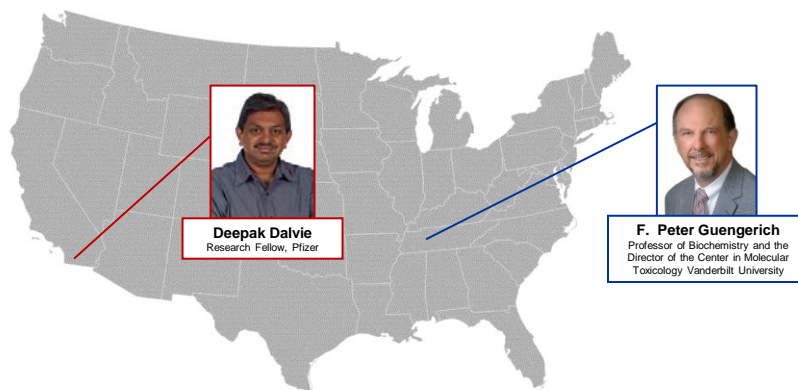 Deepak Dalvie
Research Fellow, Pfizer
F. Peter Guengerich
Professor of Biochemistry and the
Director of the Center in Molecular
Toxicology Vanderbilt University